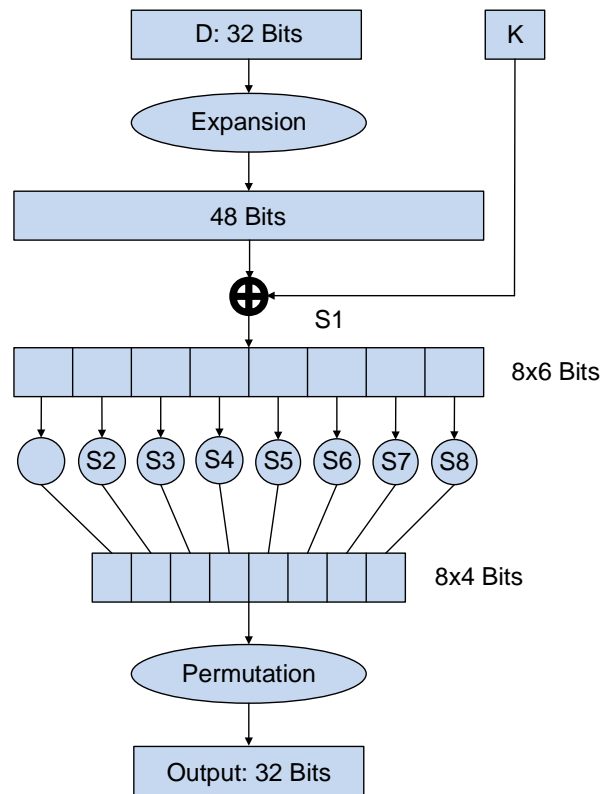 D: 32 Bits
K
Expansion
48 Bits
S1
8x6 Bits
S2 S3 S4 S5 S6 S7 S8
8x4 Bits
Permutation
Output: 32 Bits